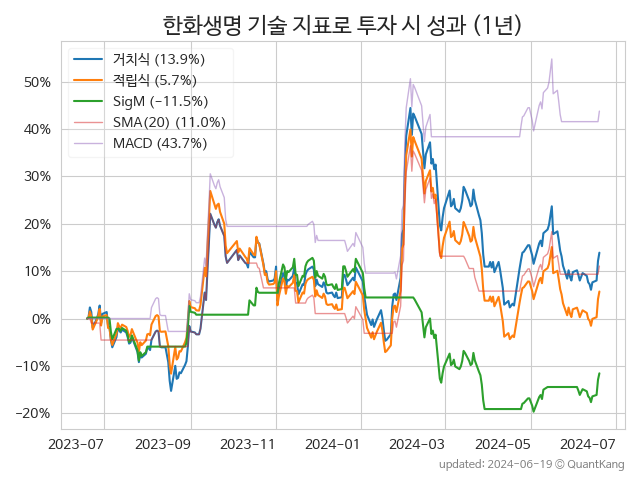 한화생명 기술 지표로 투자 시 성과 (1년)
거치식 (13.9%)
적립식 (5.7%)
SigM (−11.5%)
SMA(20) (11.0%)
MACD (43.7%)
50%
40%
30%
20%
10%
0%
−10%
−20%
2023-07 2023-09 2023-11 2024-01 2024-03 2024-05 2024-07
updated: 2024-06-19 © QuantKang